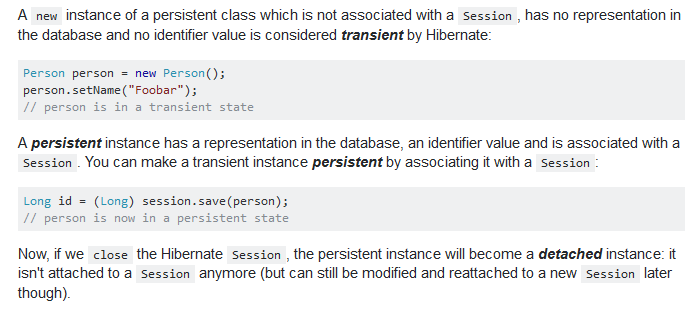 A new instance of a persistent class which is not associated with a Session , has no representation in
the database and no identifier value is considered transient by Hibernate:
Person person = new Person();
person.setName("Foobar");
// person is in a transient state
A persistent instance has a representation in the database, an identifier value and is associated with a
Session . You can make a transient instance persistent by associating it with a Session :
Long id = (Long) session.save(person);
// person is now in a persistent state
Now, if we close the Hibernate Session , the persistent instance will become a detached instance: it
isn't attached to a Session anymore (but can still be modified and reattached to a new Session later
though).